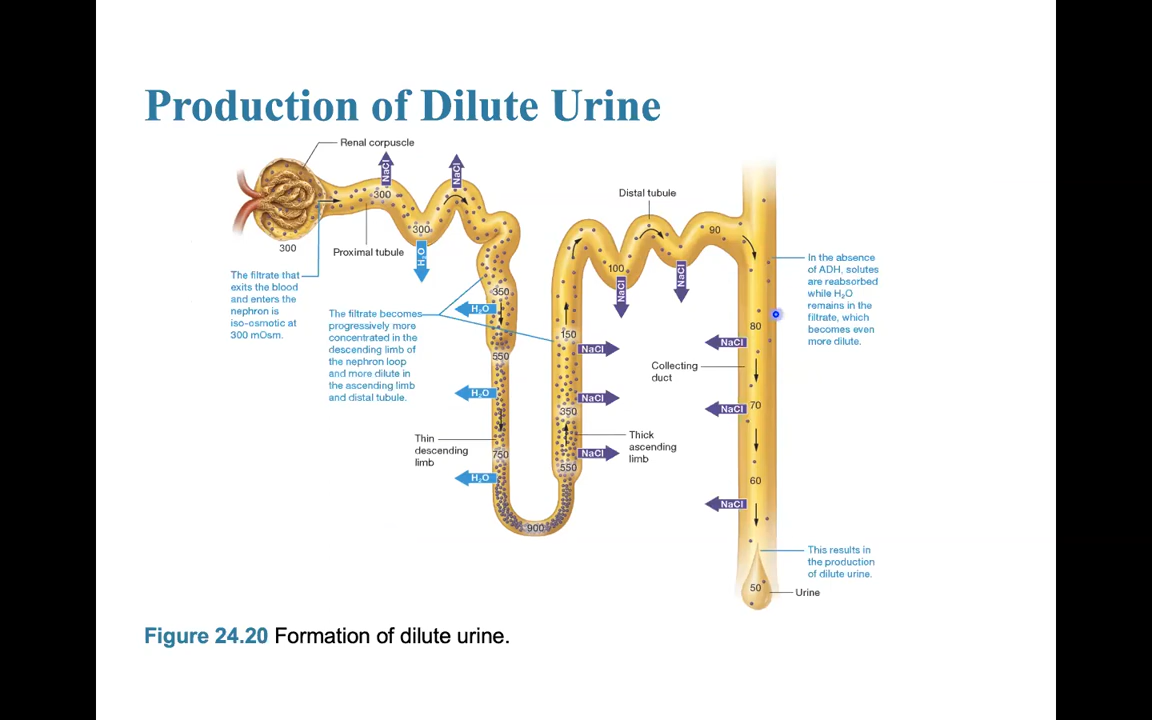 Production of Dilute Urine
Renal corpuscle
NaCl
NaCl
300
300
H₂O
300
Proximal tubule
The filtrate that
exits the blood
and enters the
nephron is
iso-osmotic at
300 mOsm.
The filtrate becomes
progressively more
concentrated in the
descending limb of
the nephron loop
and more dilute in
the ascending limb
and distal tubule.
350
H₂O
550
H₂O
Thin
descending
limb
750
H₂O
900
550
NaCl
350
NaCl
Thick
ascending
limb
150
NaCl
Distal tubule
100
NaCl
NaCl
90
In the absence
of ADH, solutes
are reabsorbed
while H₂O
remains in the
filtrate, which
becomes even
more dilute.
80
NaCl
Collecting
duct
70
NaCl
60
NaCl
This results in
the production
of dilute urine.
50
Urine
Figure 24.20 Formation of dilute urine.